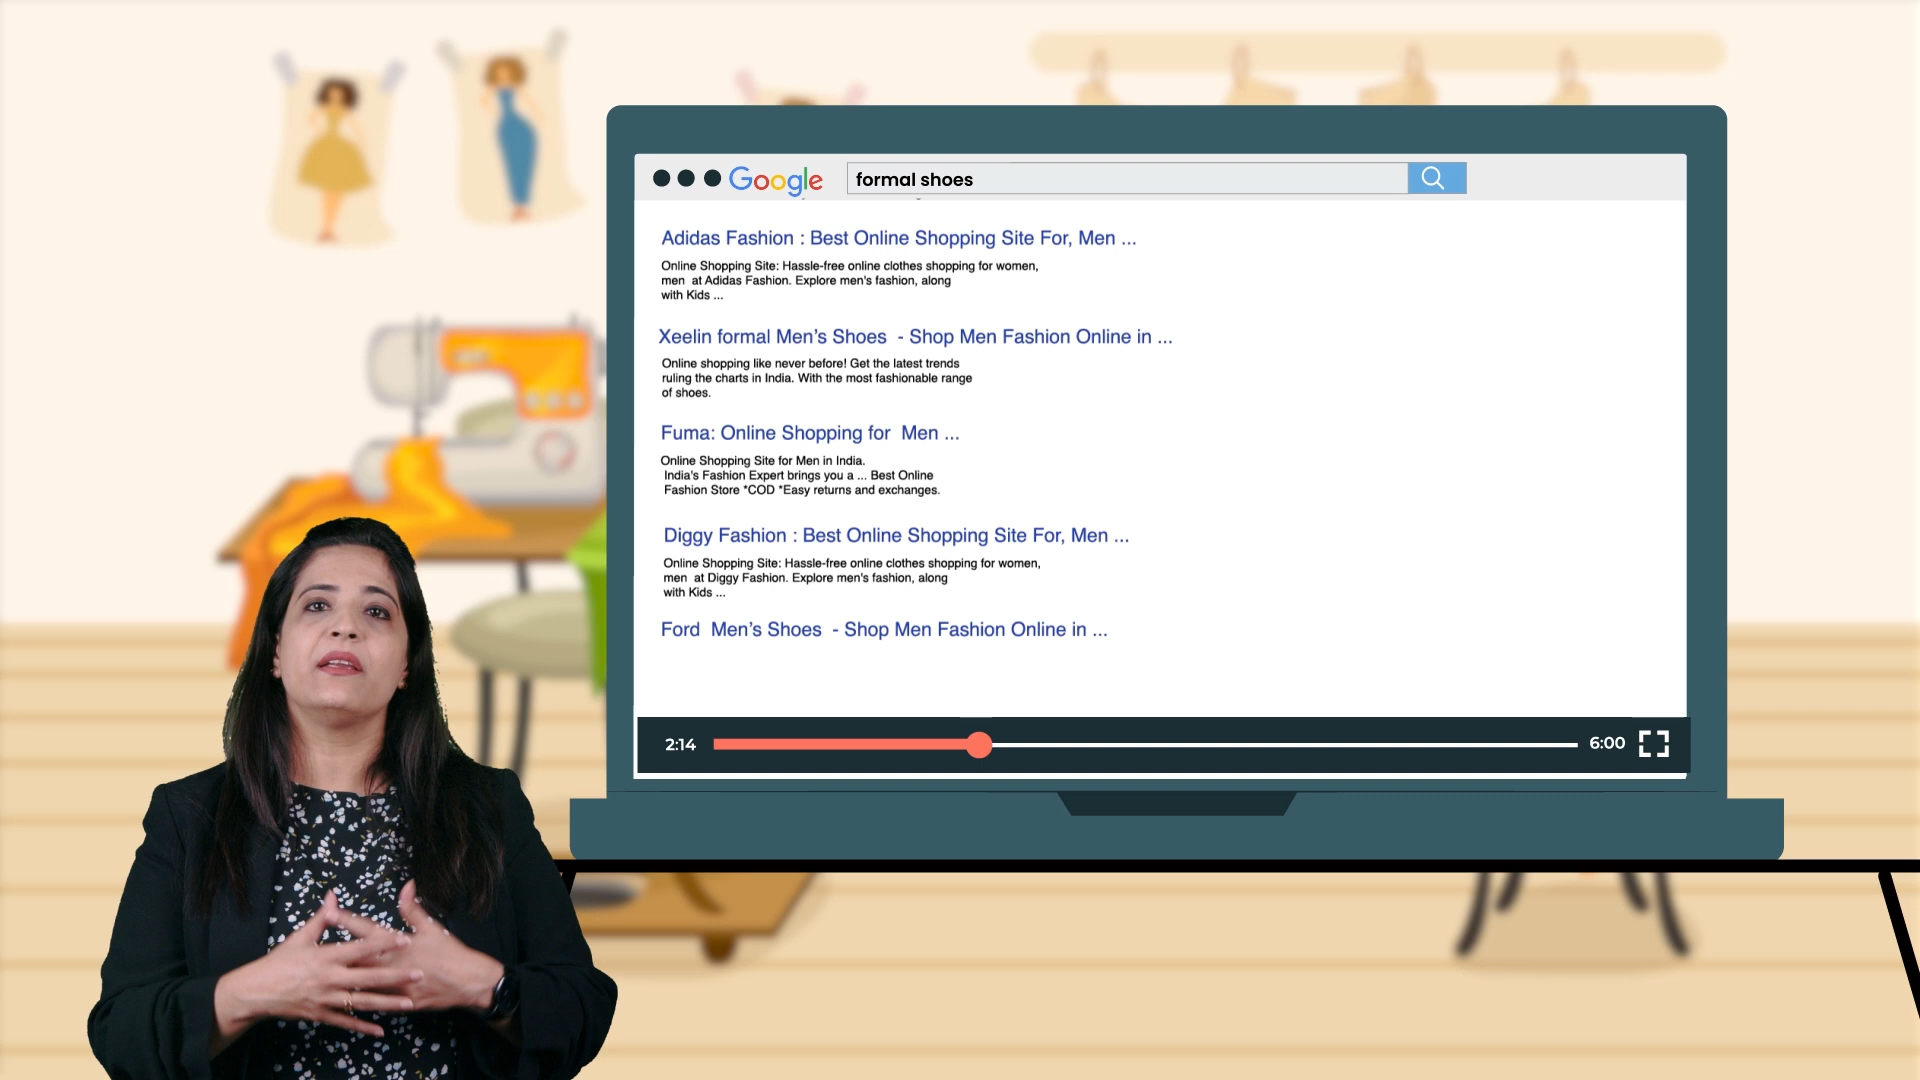 Google
formal shoes
Adidas Fashion : Best Online Shopping Site For, Men ...
Online Shopping Site: Hassle-free online clothes shopping for women,
men at Adidas Fashion. Explore men's fashion, along
with Kids ...
Xeelin formal Men’s Shoes - Shop Men Fashion Online in ...
Online shopping like never before! Get the latest trends
ruling the charts in India. With the most fashionable range
of shoes.
Fuma: Online Shopping for Men ...
Online Shopping Site for Men in India.
India's Fashion Expert brings you a ... Best Online
Fashion Store *COD *Easy returns and exchanges.
Diggy Fashion : Best Online Shopping Site For, Men ...
Online Shopping Site: Hassle-free online clothes shopping for women,
men at Diggy Fashion. Explore men's fashion, along
with Kids ...
Ford Men’s Shoes - Shop Men Fashion Online in ...
2:14
6:00